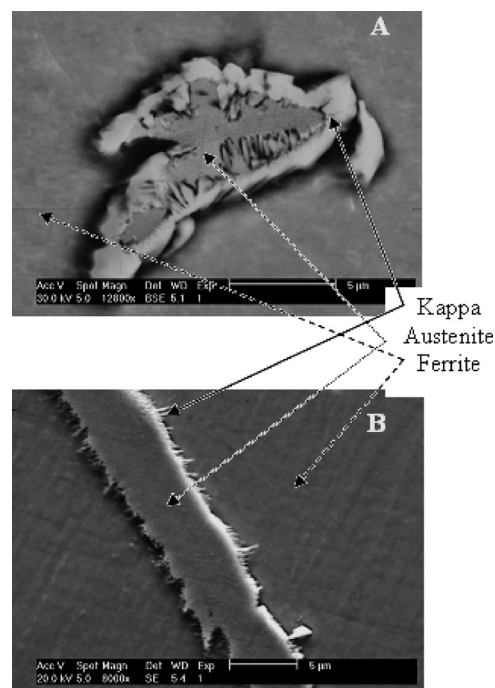 A
Acc V Spot Magn Det WD Exp
30.0 kV 5.0 12800x BSE 5.1 1 5 µm
Kappa
Austenite
Ferrite
B
Acc V Spot Magn Det WD Exp
20.0 kV 5.0 8000x SE 5.4 1 5 µm